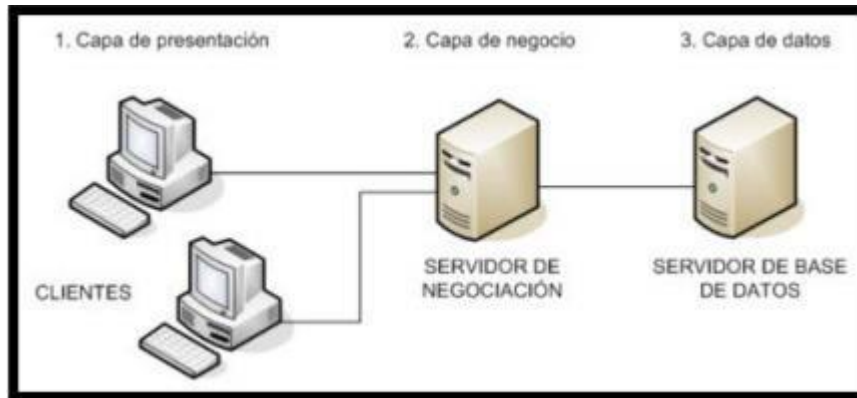 1. Capa de presentación
2. Capa de negocio
3. Capa de datos
CLIENTES
SERVIDOR DE
NEGOCIACIÓN
SERVIDOR DE BASE
DE DATOS